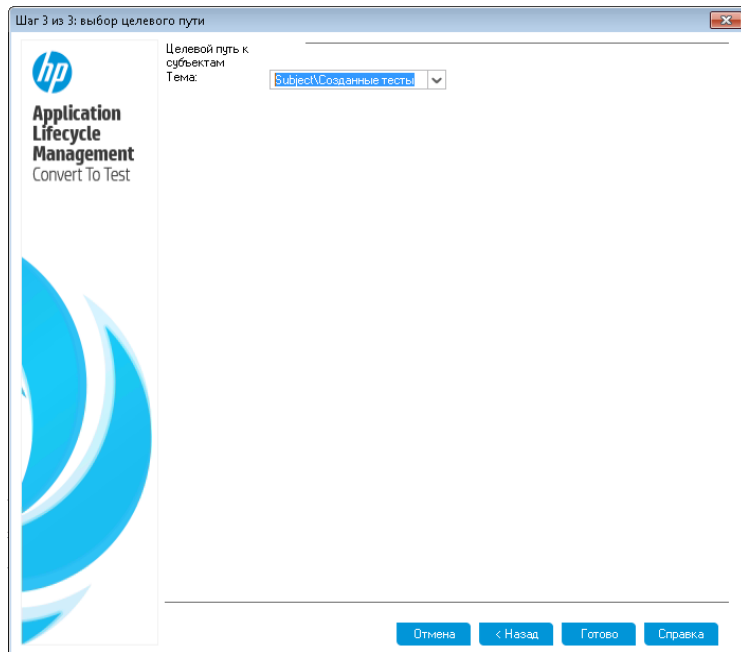 Шаг 3 из 3: выбор целевого пути
hp
Application
Lifecycle
Management
Convert To Test
Целевой путь к
субъектам
Тема:
Subject\Созданные тесты
Отмена
< Назад
Готово
Справка